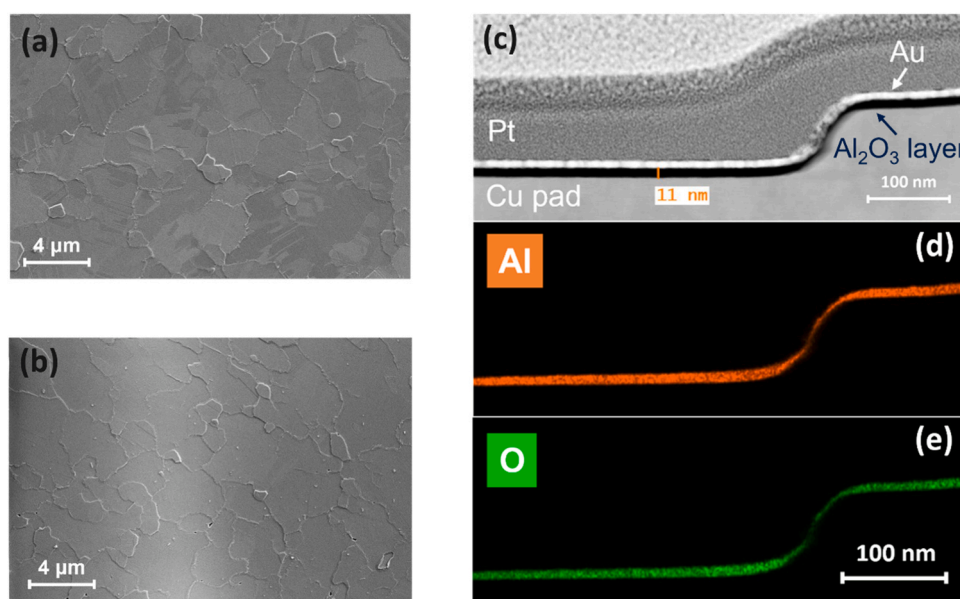 (a)
4 µm
(b)
4 µm
(c)
Au
Pt
Al₂O₃ layer
11 nm
Cu pad
100 nm
Al
(d)
O
(e)
100 nm